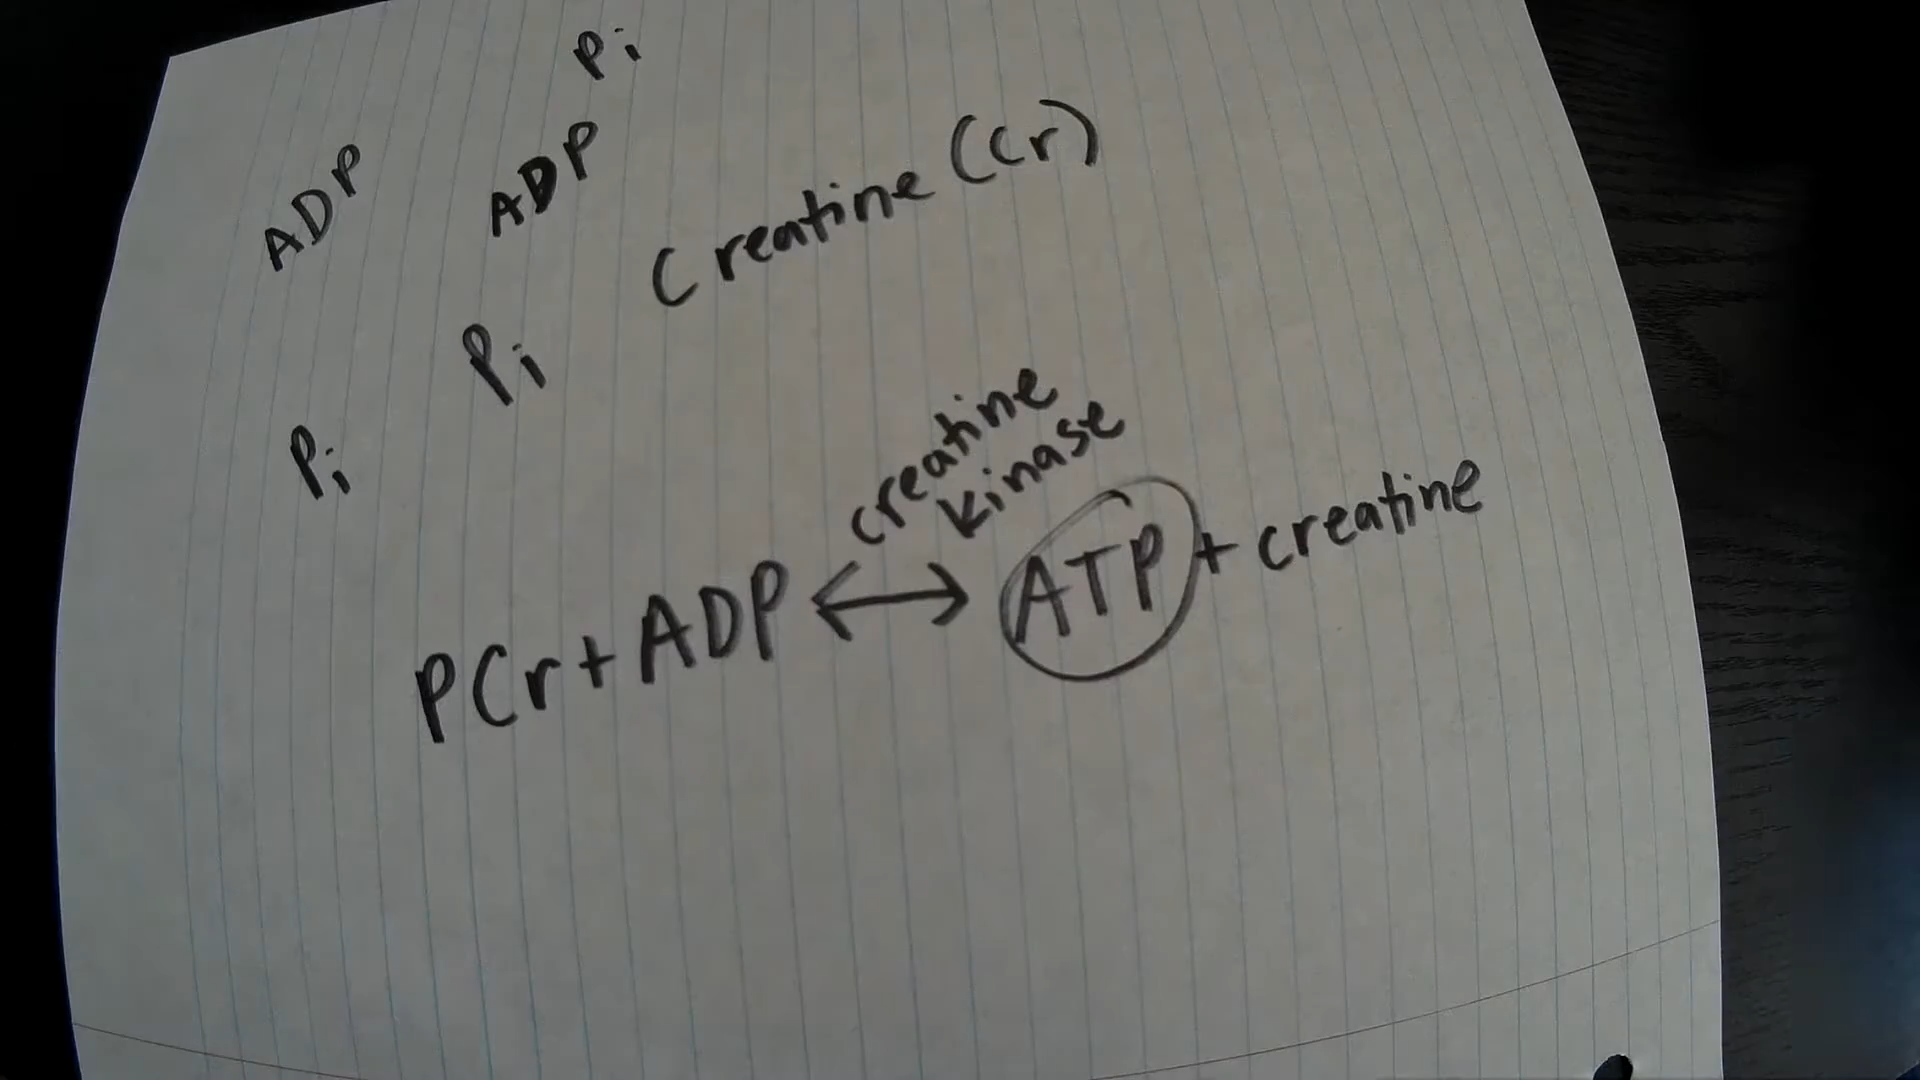 Pi
ADP
ADP
Creatine (Cr)
Pi
Pi
creatine
kinase
PCr + ADP ↔ ATP + creatine